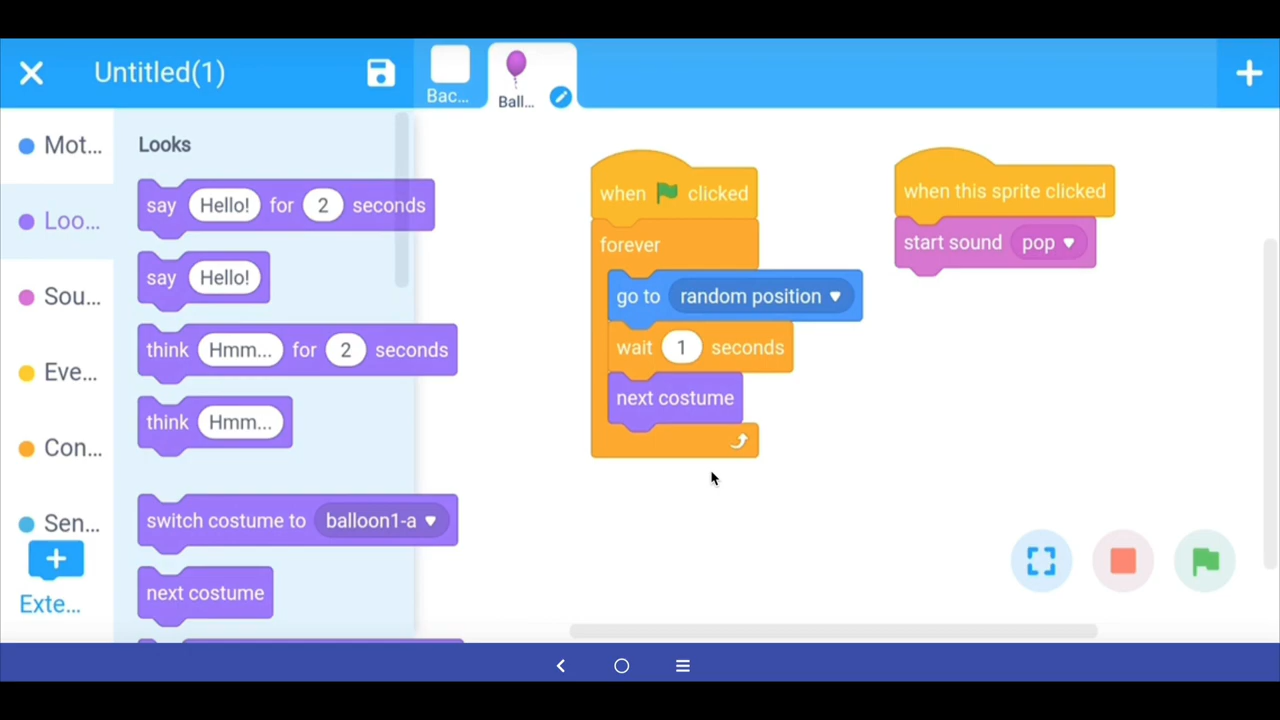 Untitled(1)
Bac...
Ball...
Mot...
Loo...
Sou...
Eve...
Con...
Sen...
Exte...
Looks
say Hello! for 2 seconds
say Hello!
think Hmm... for 2 seconds
think Hmm...
switch costume to balloon1-a
next costume
when clicked
forever
go to random position
wait 1 seconds
next costume
when this sprite clicked
start sound pop